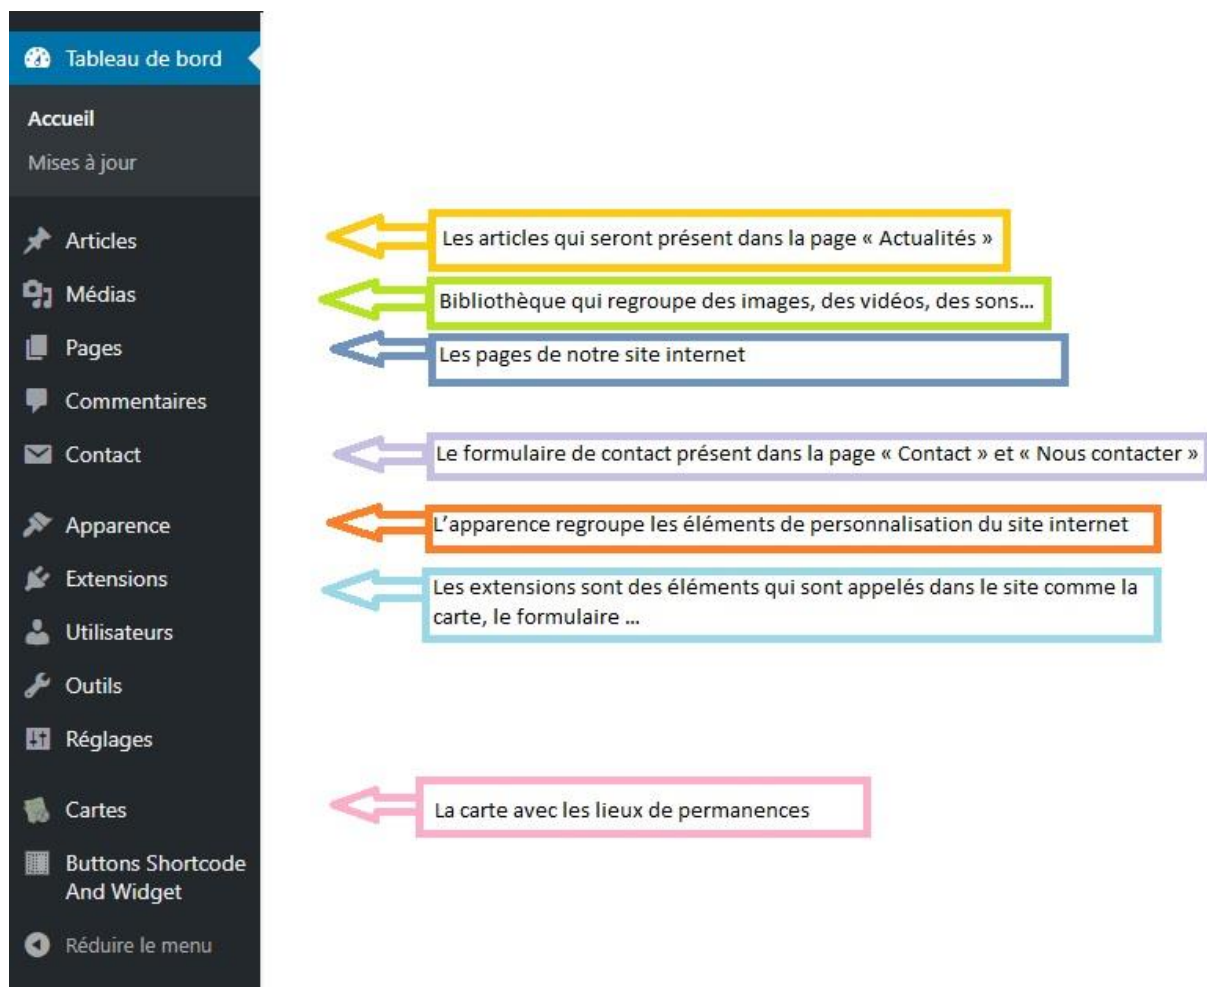 Tableau de bord
Accueil
Mises à jour
Articles
Les articles qui seront présent dans la page « Actualités »
Médias
Bibliothèque qui regroupe des images, des vidéos, des sons…
Pages
Les pages de notre site internet
Commentaires
Contact
Le formulaire de contact présent dans la page « Contact » et « Nous contacter »
Apparence
L’apparence regroupe les éléments de personnalisation du site internet
Extensions
Les extensions sont des éléments qui sont appelés dans le site comme la
carte, le formulaire …
Utilisateurs
Outils
Réglages
Cartes
La carte avec les lieux de permanences
Buttons Shortcode
And Widget
Réduire le menu